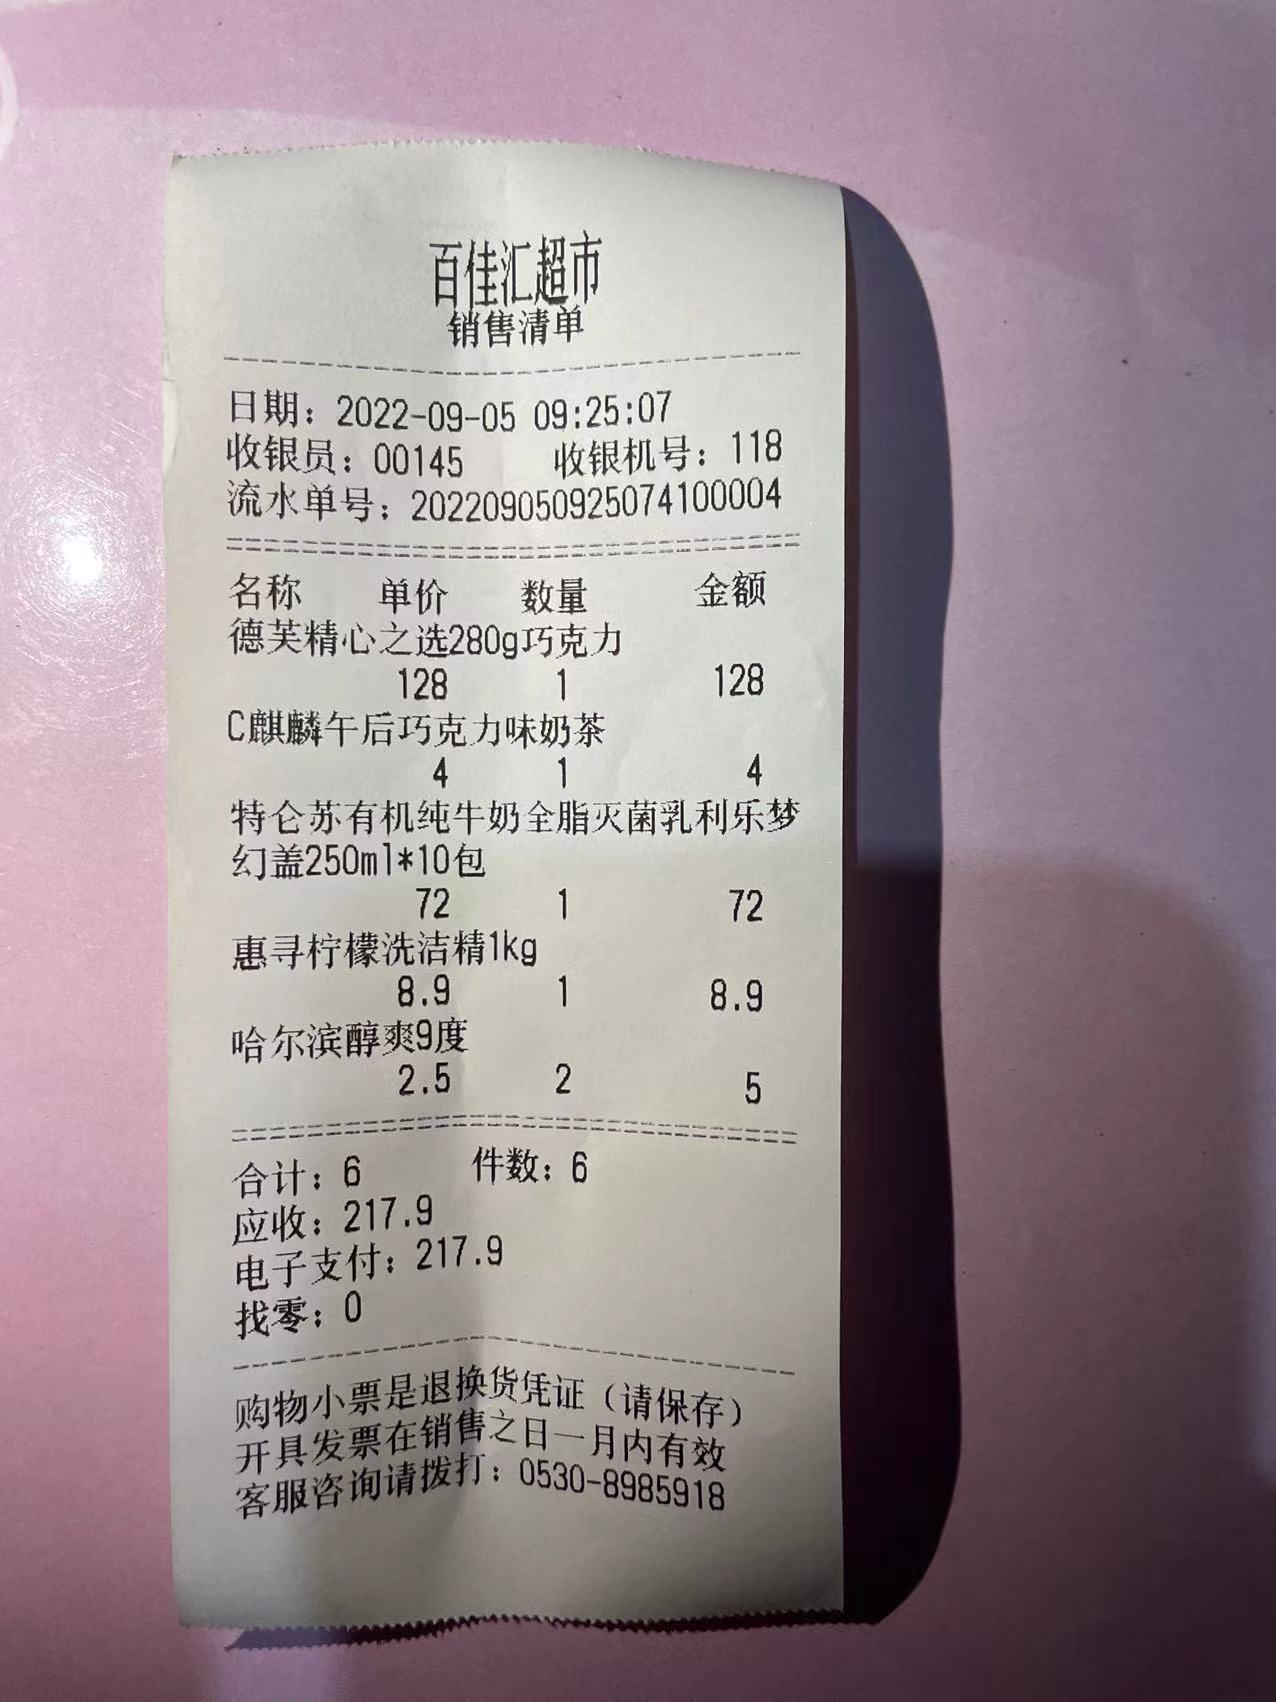 百佳汇超市
销售清单
日期：2022-09-05 09:25:07
收银员：00145 收银机号：118
流水单号：202209050925074100004
名称 单价 数量 金额
德芙精心之选280g巧克力
128 1 128
C麒麟午后巧克力味奶茶
4 1 4
特仑苏有机纯牛奶全脂灭菌乳利乐梦
幻盖250ml*10包
72 1 72
惠寻柠檬洗洁精1kg
8.9 1 8.9
哈尔滨醇爽9度
2.5 2 5
合计：6 件数：6
应收：217.9
电子支付：217.9
找零：0
购物小票是退换货凭证（请保存）
开具发票在销售之日一月内有效
客服咨询请拨打：0530-8985918